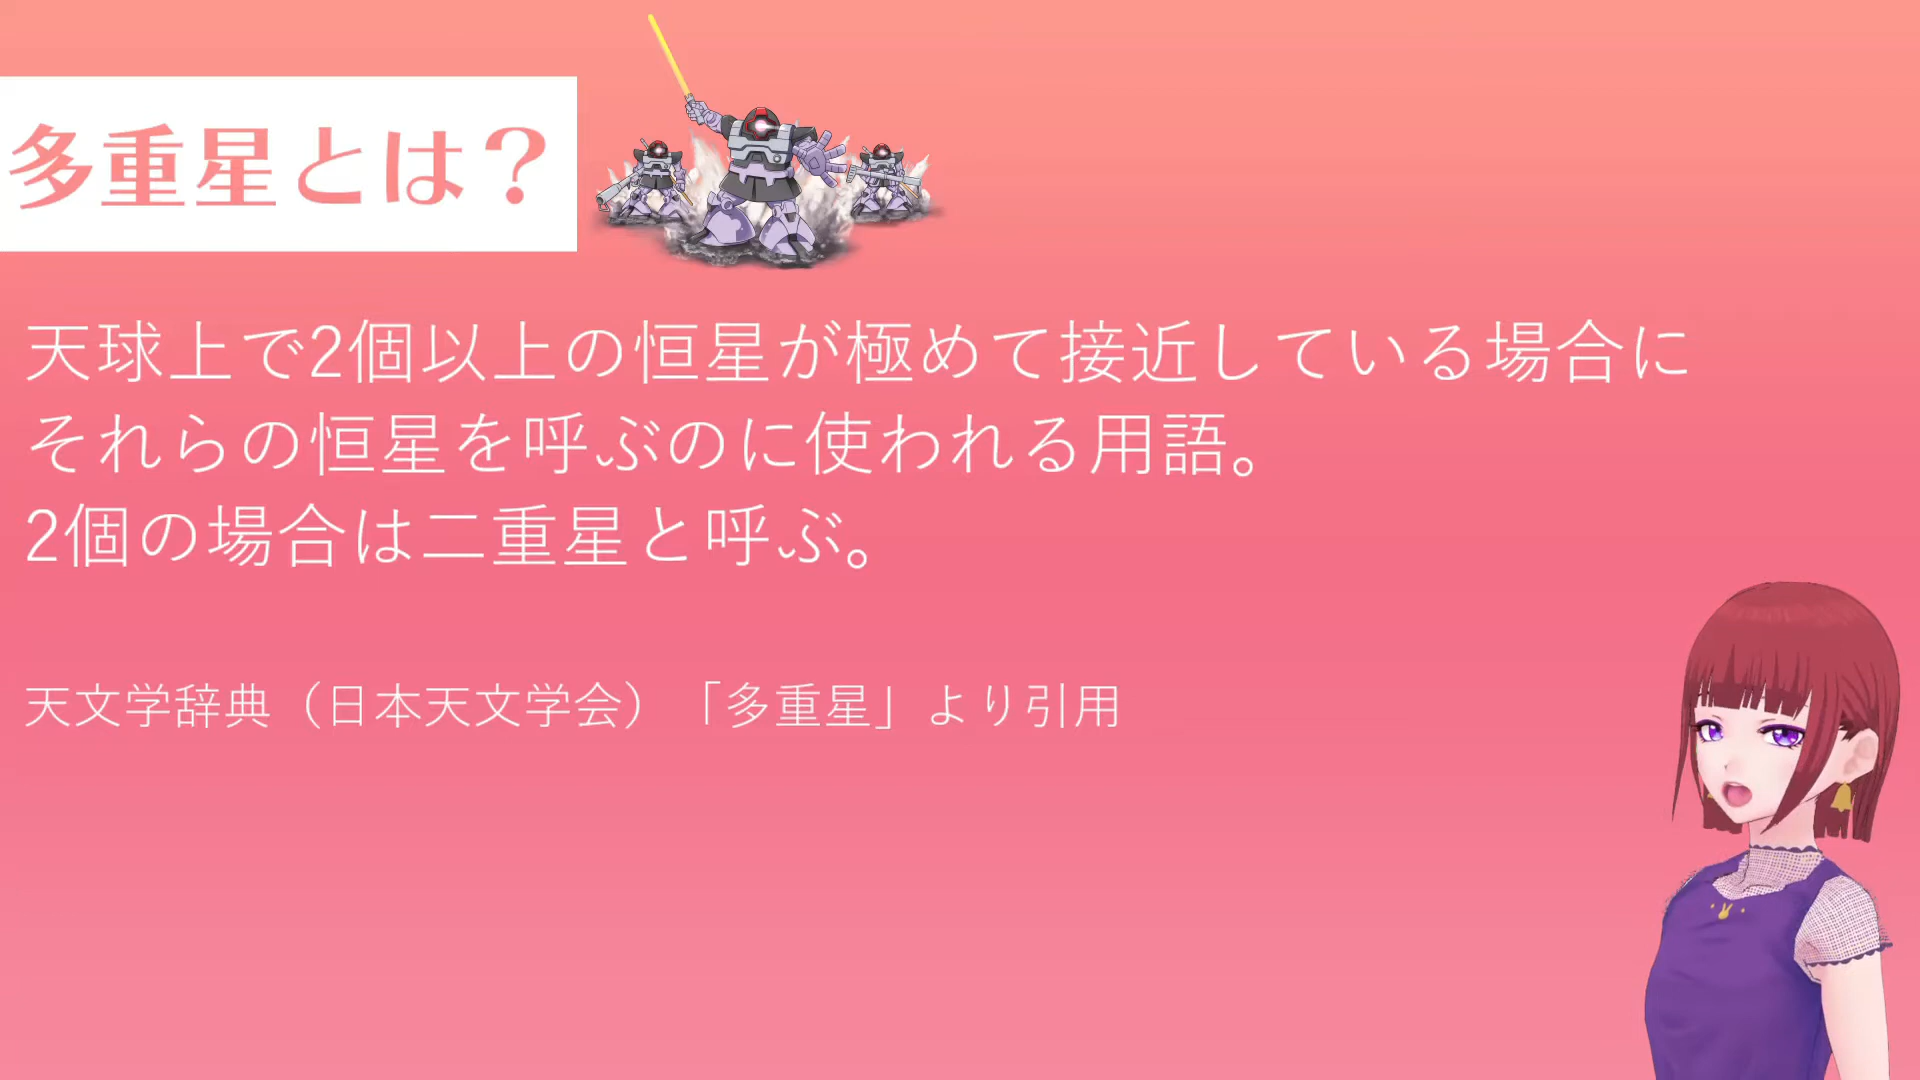 多重星とは？
天球上で2個以上の恒星が極めて接近している場合に
それらの恒星を呼ぶのに使われる用語。
2個の場合は二重星と呼ぶ。
天文学辞典（日本天文学会）「多重星」より引用